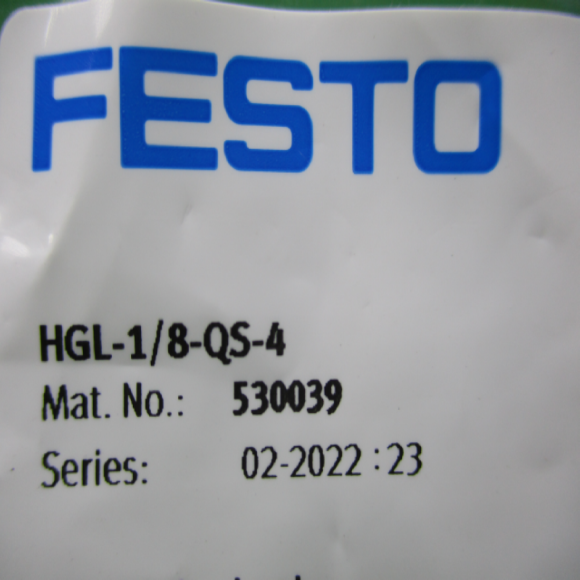 FESTO
HGL-1/8-QS-4
Mat. No.: 530039
Series: 02-2022 : 23